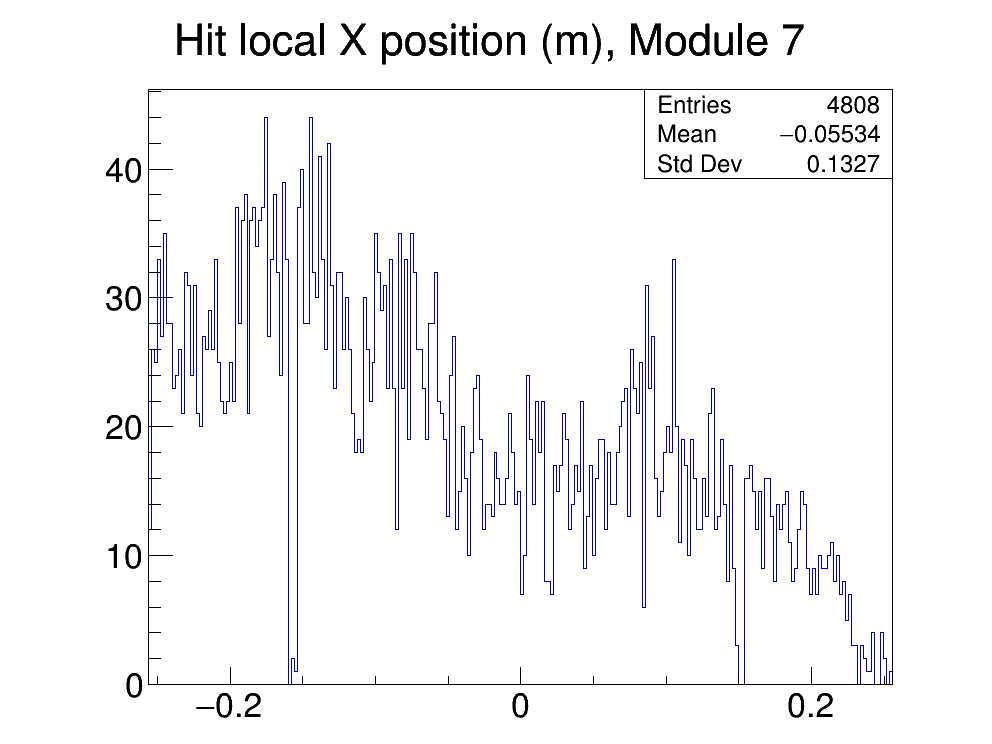 Hit local X position (m), Module 7
Entries 4808
Mean −0.05534
Std Dev 0.1327
40
30
20
10
0
−0.2 0 0.2